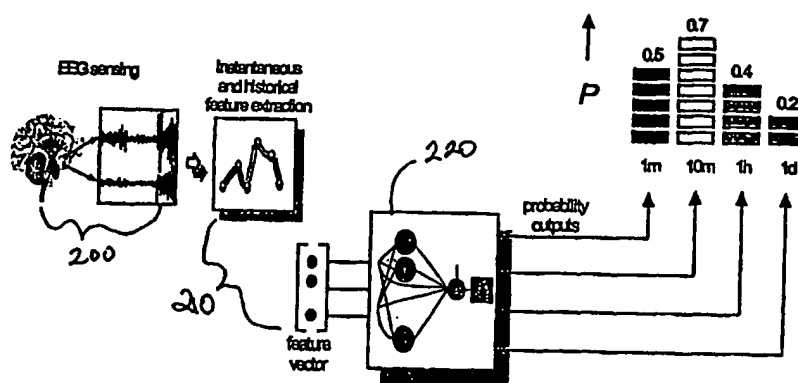 EEG sensing
200
Instantaneous
and historical
feature extraction
210
feature
vector
220
probability
outputs
P
0.5
0.7
0.4
0.2
1m
10m
1h
1d